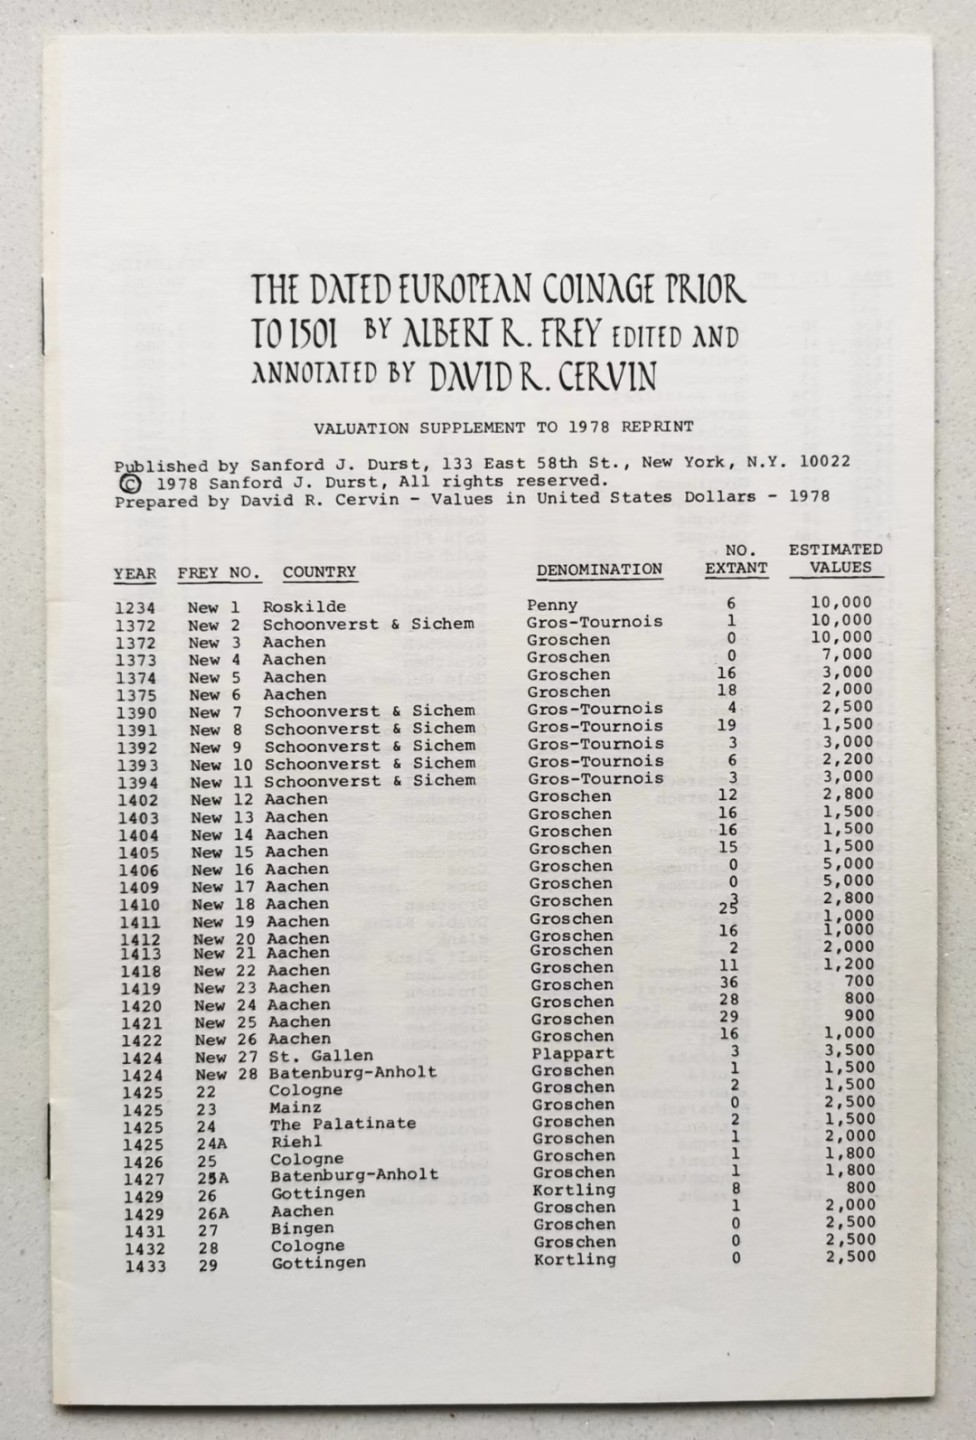 THE DATED EUROPEAN COINAGE PRIOR
TO 1501 BY ALBERT R. FREY EDITED AND
ANNOTATED BY DAVID R. CERVIN
VALUATION SUPPLEMENT TO 1978 REPRINT
Published by Sanford J. Durst, 133 East 58th St., New York, N.Y. 10022
© 1978 Sanford J. Durst, All rights reserved.
Prepared by David R. Cervin - Values in United States Dollars - 1978
NO. ESTIMATED
YEAR FREY NO. COUNTRY DENOMINATION EXTANT VALUES
1234 New 1 Roskilde Penny 6 10,000
1372 New 2 Schoonverst & Sichem Gros-Tournois 1 10,000
1372 New 3 Aachen Groschen 0 10,000
1373 New 4 Aachen Groschen 0 7,000
1374 New 5 Aachen Groschen 16 3,000
1375 New 6 Aachen Groschen 18 2,000
1390 New 7 Schoonverst & Sichem Gros-Tournois 4 2,500
1391 New 8 Schoonverst & Sichem Gros-Tournois 19 1,500
1392 New 9 Schoonverst & Sichem Gros-Tournois 3 3,000
1393 New 10 Schoonverst & Sichem Gros-Tournois 6 2,200
1394 New 11 Schoonverst & Sichem Gros-Tournois 3 3,000
1402 New 12 Aachen Groschen 12 2,800
1403 New 13 Aachen Groschen 16 1,500
1404 New 14 Aachen Groschen 16 1,500
1405 New 15 Aachen Groschen 15 1,500
1406 New 16 Aachen Groschen 0 5,000
1409 New 17 Aachen Groschen 0 5,000
1410 New 18 Aachen Groschen 3 2,800
1411 New 19 Aachen Groschen 25 1,000
1412 New 20 Aachen Groschen 16 1,000
1413 New 21 Aachen Groschen 2 2,000
1418 New 22 Aachen Groschen 11 1,200
1419 New 23 Aachen Groschen 36 700
1420 New 24 Aachen Groschen 28 800
1421 New 25 Aachen Groschen 29 900
1422 New 26 Aachen Groschen 16 1,000
1424 New 27 St. Gallen Plappart 3 3,500
1424 New 28 Batenburg-Anholt Groschen 1 1,500
1425 22 Cologne Groschen 2 1,500
1425 23 Mainz Groschen 0 2,500
1425 24 The Palatinate Groschen 2 1,500
1425 24A Riehl Groschen 1 2,000
1426 25 Cologne Groschen 1 1,800
1427 25A Batenburg-Anholt Groschen 1 1,800
1429 26 Gottingen Kortling 8 800
1429 26A Aachen Groschen 1 2,000
1431 27 Bingen Groschen 0 2,500
1432 28 Cologne Groschen 0 2,500
1433 29 Gottingen Kortling 0 2,500